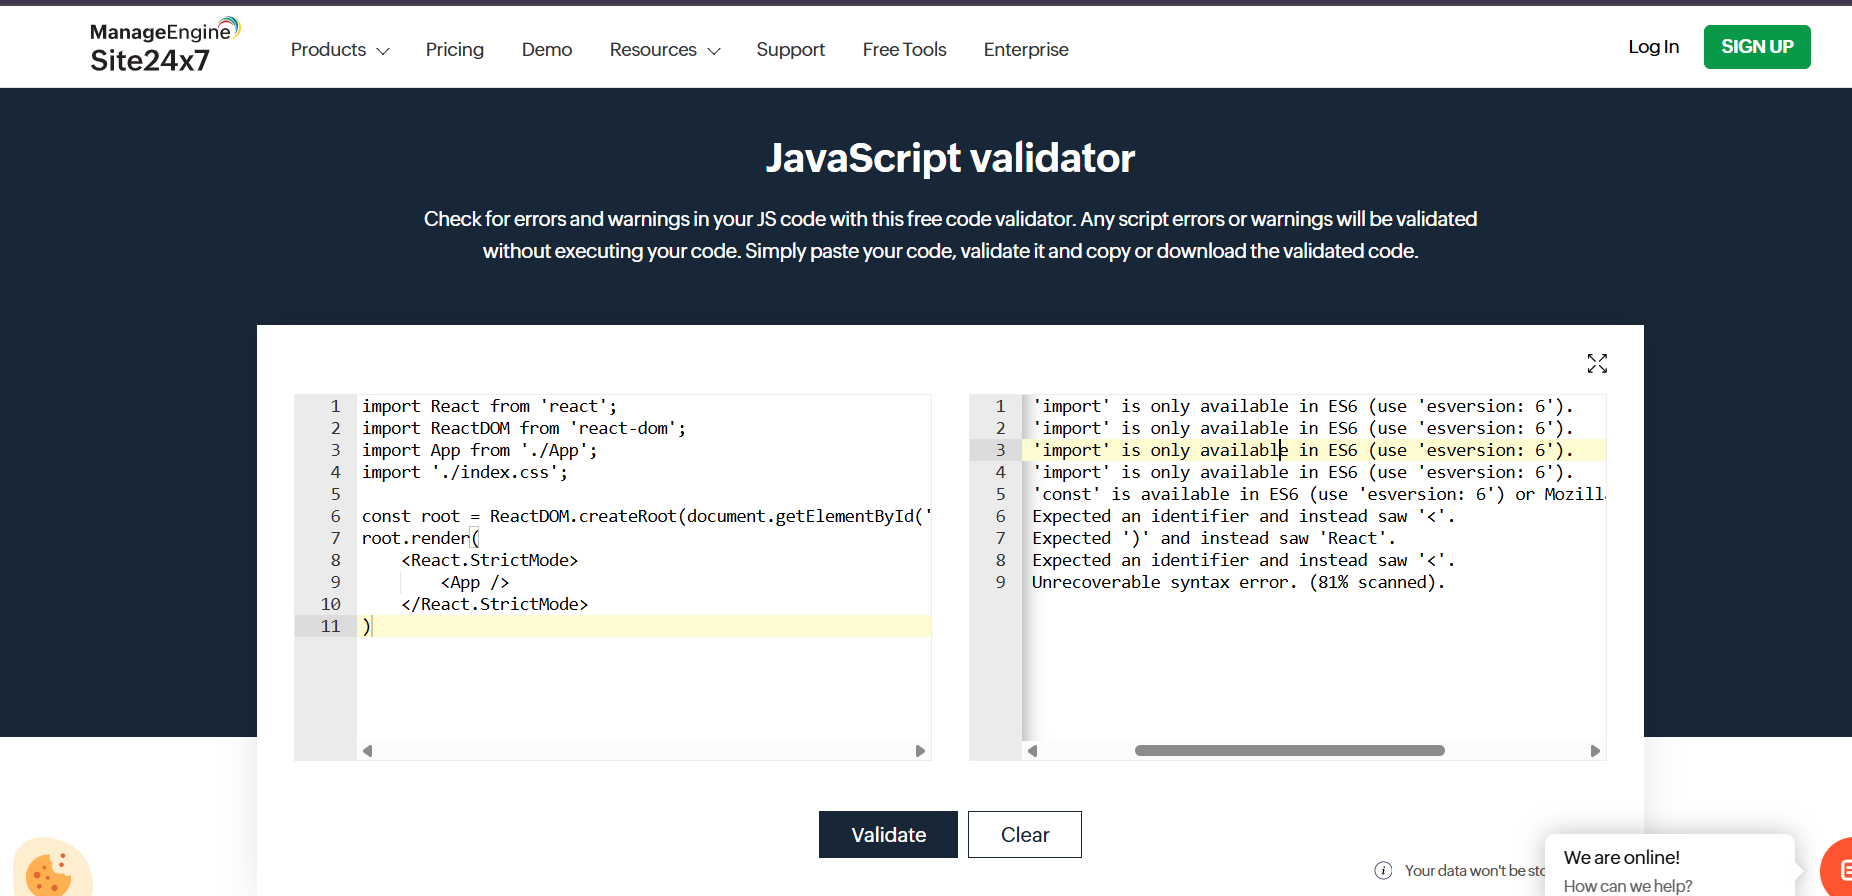 ManageEngine
Site24x7
Products
Pricing
Demo
Resources
Support
Free Tools
Enterprise
Log In
SIGN UP
JavaScript validator
Check for errors and warnings in your JS code with this free code validator. Any script errors or warnings will be validated
without executing your code. Simply paste your code, validate it and copy or download the validated code.
1 import React from 'react';
2 import ReactDOM from 'react-dom';
3 import App from './App';
4 import './index.css';
5
6 const root = ReactDOM.createRoot(document.getElementById('
7 root.render(
8 <React.StrictMode>
9 <App />
10 </React.StrictMode>
11 )
1 'import' is only available in ES6 (use 'esversion: 6').
2 'import' is only available in ES6 (use 'esversion: 6').
3 'import' is only available in ES6 (use 'esversion: 6').
4 'import' is only available in ES6 (use 'esversion: 6').
5 'const' is available in ES6 (use 'esversion: 6') or
6 Expected an identifier and instead saw '<'.
7 Expected ')' and instead saw 'React'.
8 Expected an identifier and instead saw '<'.
9 Unrecoverable syntax error. (81% scanned).
Validate
Clear
i Your data won't be
We are online!
How can we help?